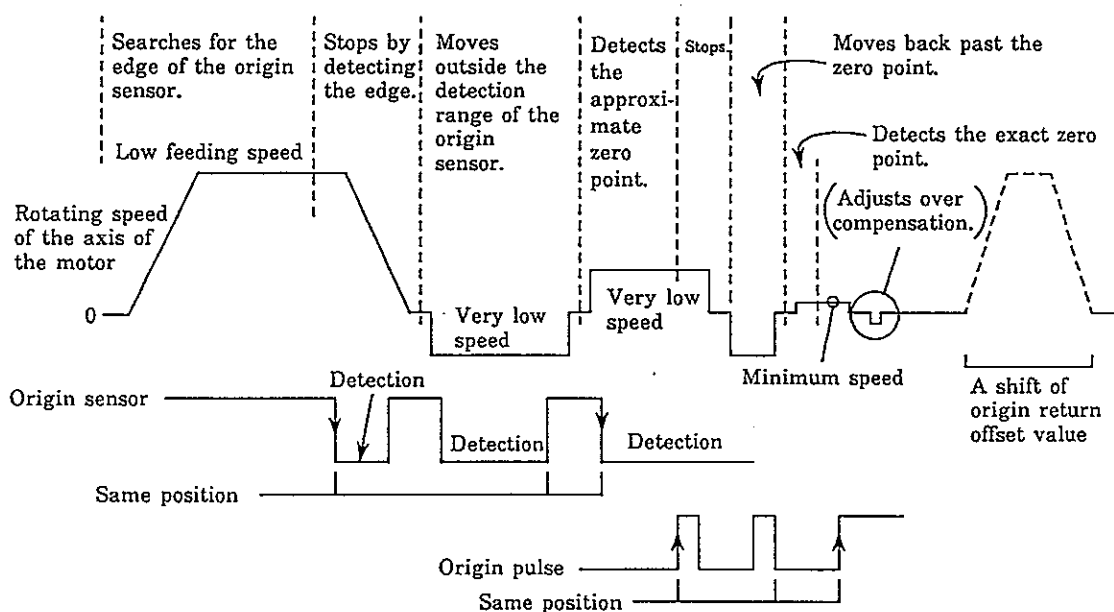 Searches for the
edge of the origin
sensor.
Stops by
detecting
the edge.
Moves
outside the
detection
range of the
origin
sensor.
Detects
the
approxi-
mate
zero
point.
Stops.
Moves back past the
zero point.
Detects the exact zero
point.
(Adjusts over
compensation.)
Low feeding speed
Rotating speed
of the axis of
the motor
0
Very low
speed
Very low
speed
Minimum speed
A shift of
origin return
offset value
Origin sensor
Detection
Detection
Detection
Same position
Origin pulse
Same position